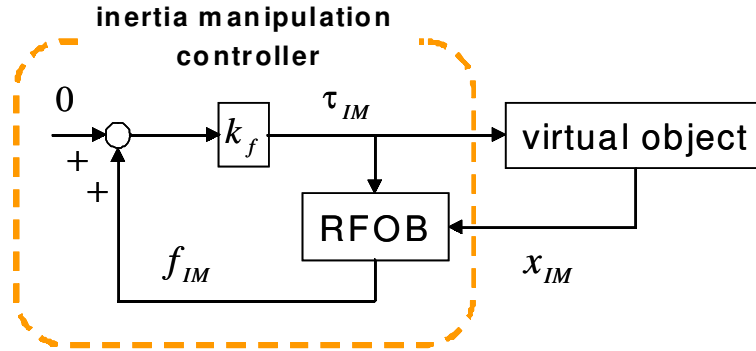 inertia manipulation
controller
0
τ_IM
k_f
virtual object
+
+
RFOB
f_IM
x_IM